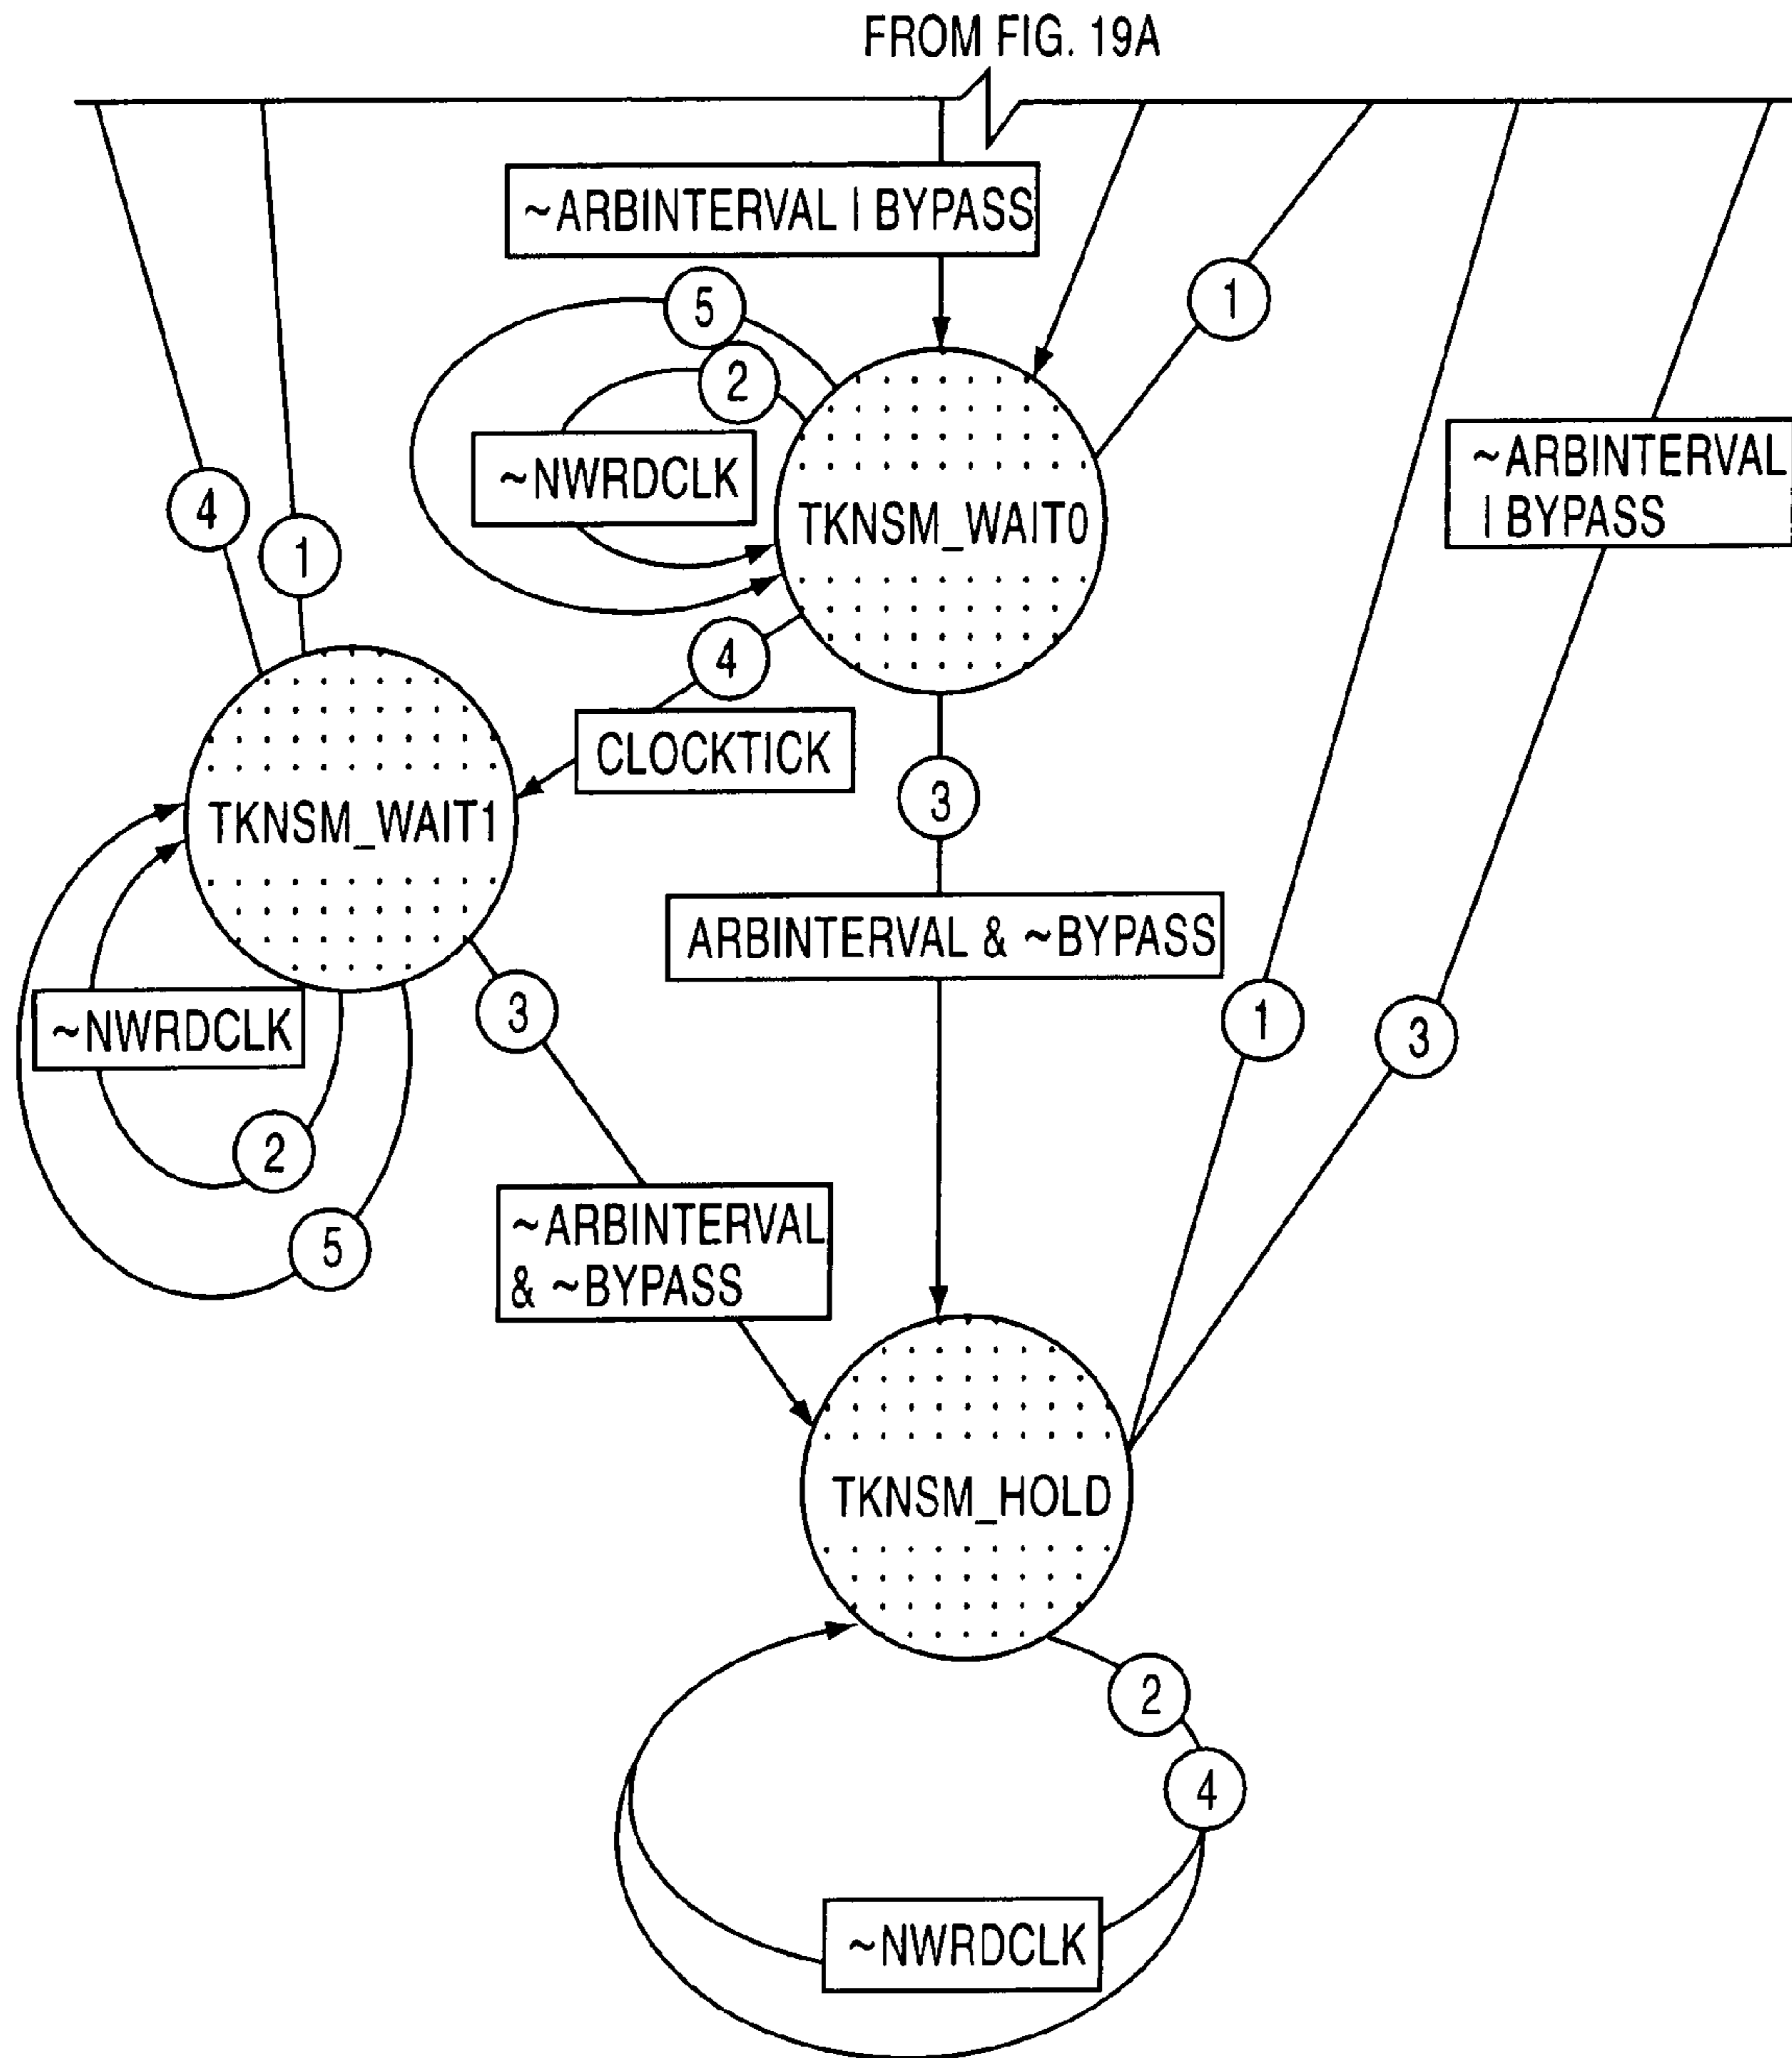 FROM FIG. 19A
~ARBINTERVAL | BYPASS
5
1
2
~ARBINTERVAL
| BYPASS
~NWRDCLK
4
1
TKNSM_WAIT0
4
CLOCKTICK
3
TKNSM_WAIT1
ARBINTERVAL & ~BYPASS
3
1
3
~NWRDCLK
2
5
~ARBINTERVAL
& ~BYPASS
TKNSM_HOLD
2
4
~NWRDCLK